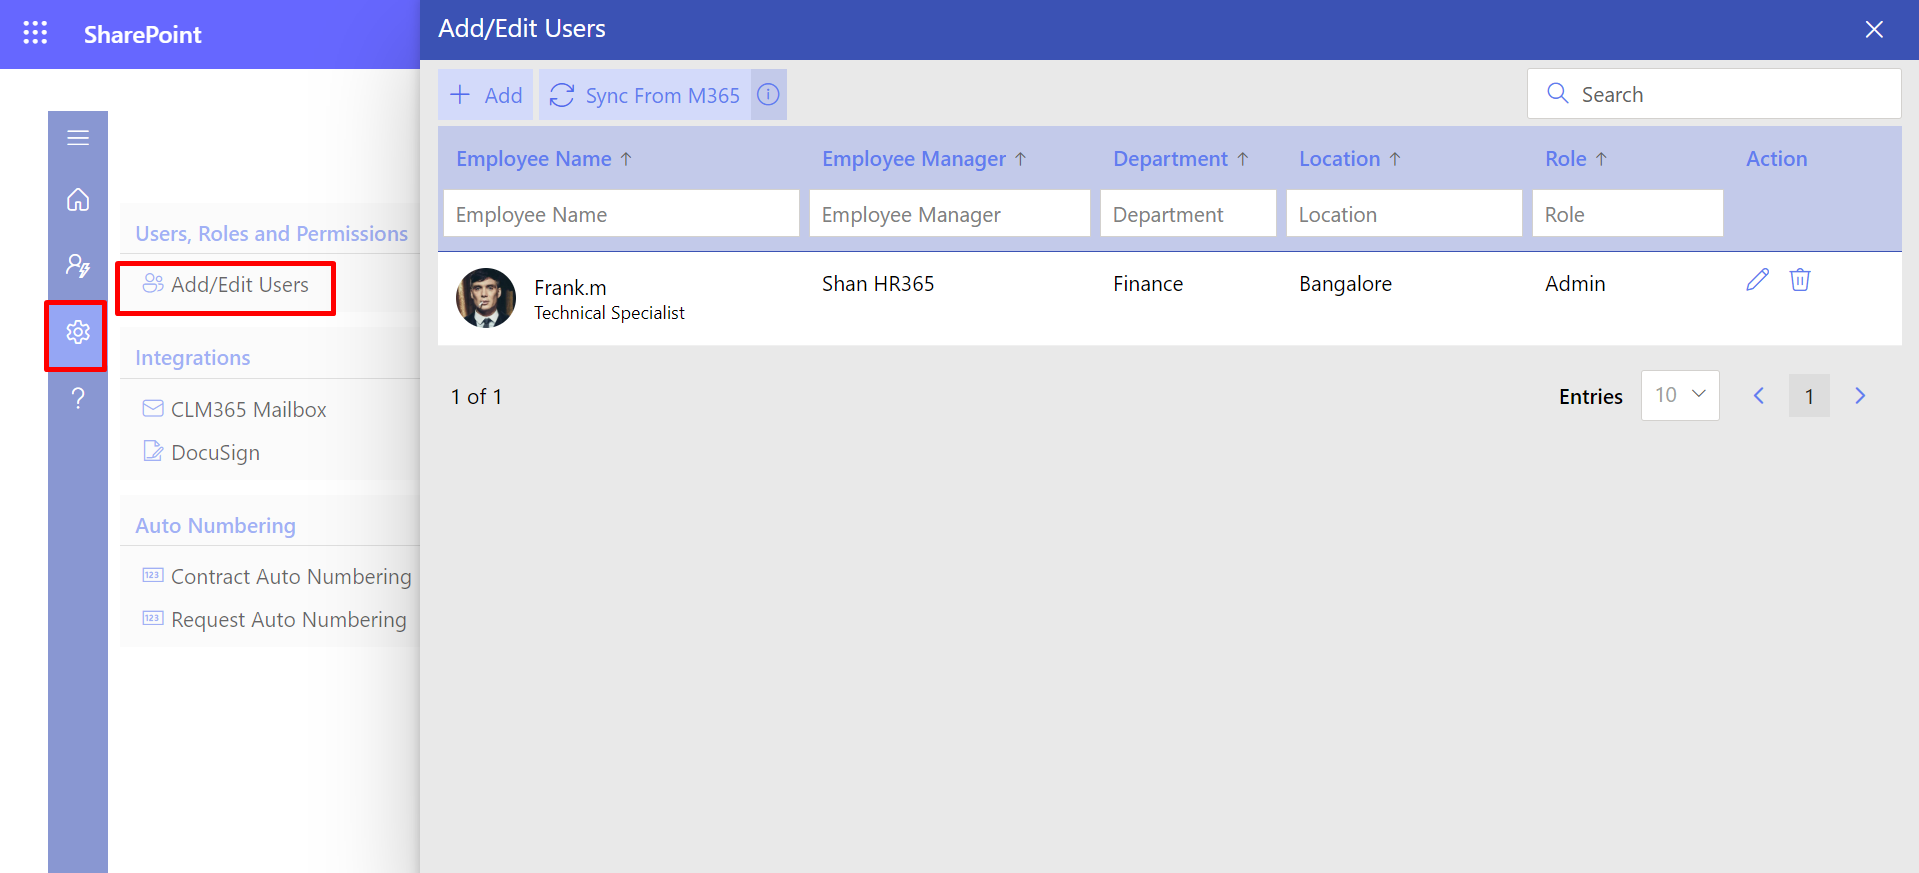 SharePoint
Add/Edit Users
Add
Sync From M365
Search
Employee Name
Employee Manager
Department
Location
Role
Action
Employee Name
Employee Manager
Department
Location
Role
Frank.m
Technical Specialist
Shan HR365
Finance
Bangalore
Admin
1 of 1
Entries
10
1
Users, Roles and Permissions
Add/Edit Users
Integrations
CLM365 Mailbox
DocuSign
Auto Numbering
123 Contract Auto Numbering
123 Request Auto Numbering